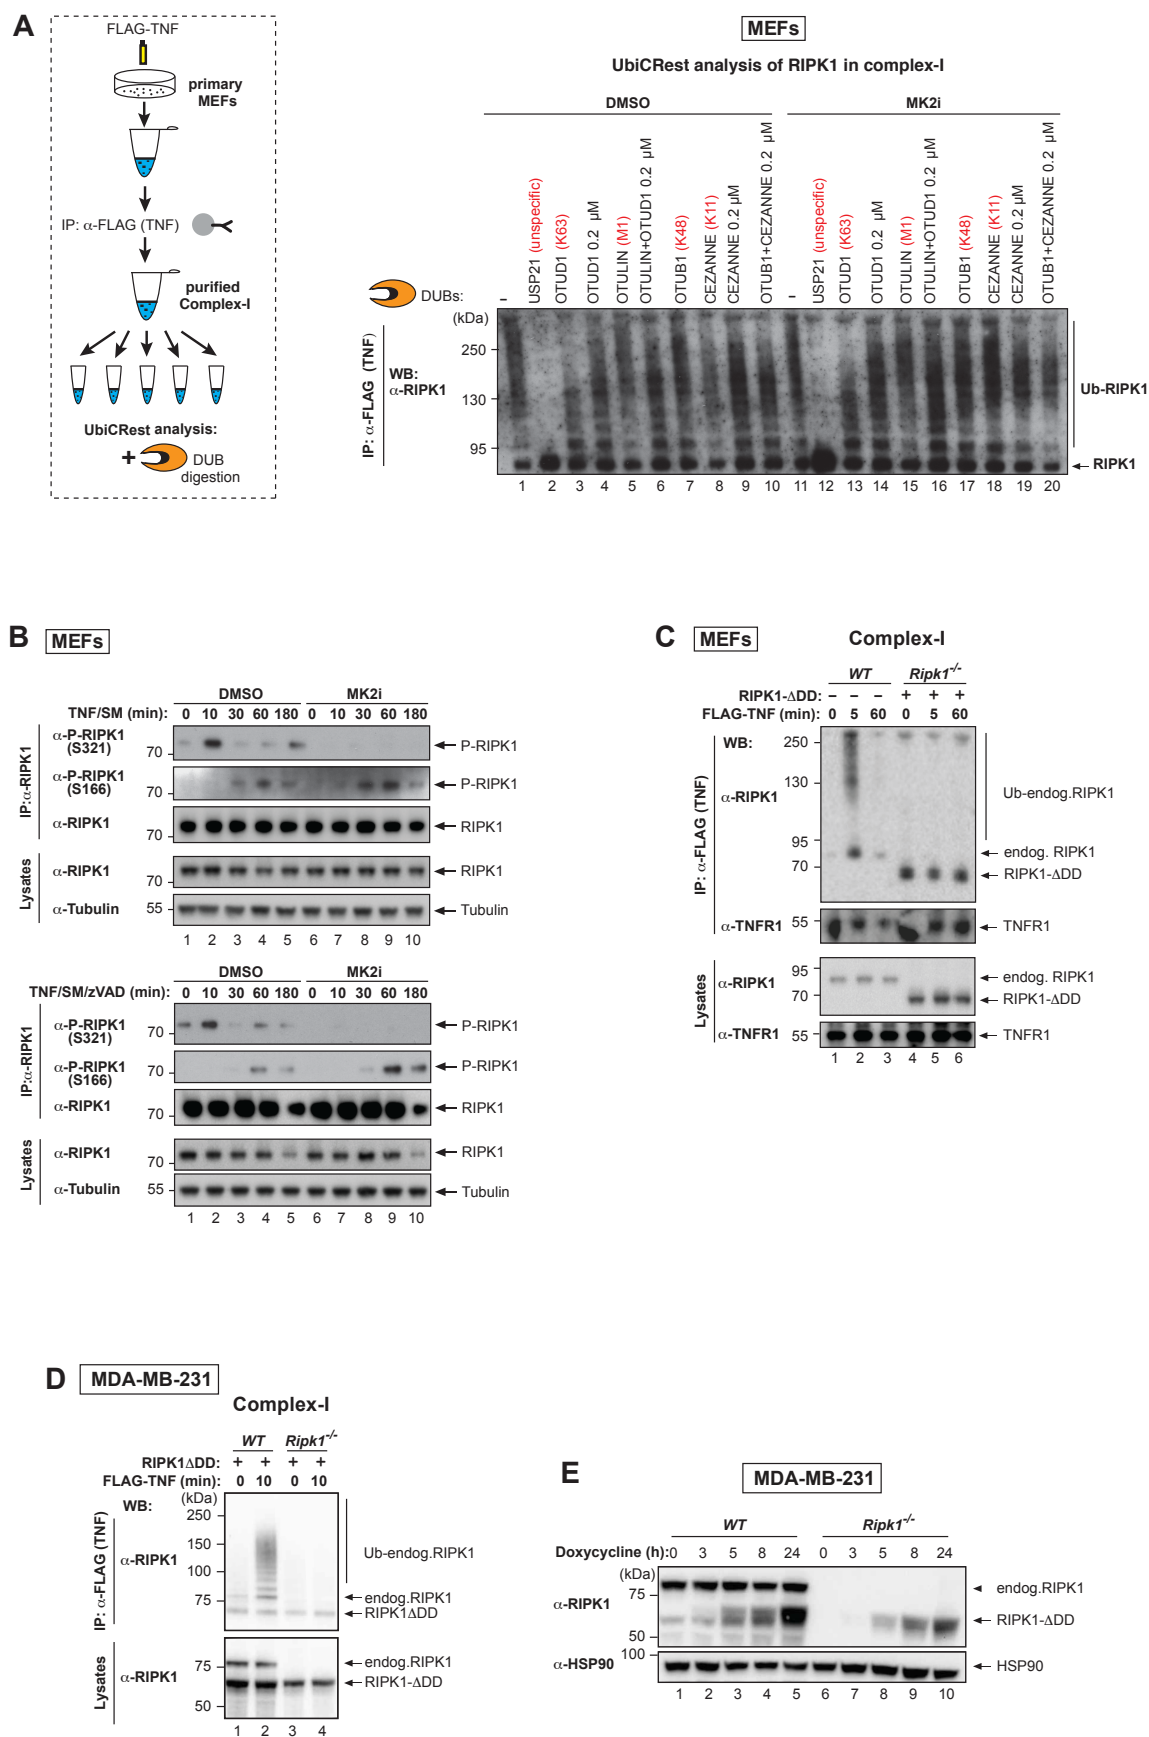 A
FLAG-TNF
primary
MEFs
IP: α-FLAG (TNF)
purified
Complex-I
UbiCRest analysis:
+
DUB
digestion
MEFs
UbiCRest analysis of RIPK1 in complex-I
DMSO
MK2i
DUBs:
–
USP21 (unspecific)
OTUD1 (K63)
OTUD1 0.2 µM
OTULIN (M1)
OTULIN+OTUD1 0.2 µM
OTUB1 (K48)
CEZANNE (K11)
CEZANNE 0.2 µM
OTUB1+CEZANNE 0.2 µM
–
USP21 (unspecific)
OTUD1 (K63)
OTUD1 0.2 µM
OTULIN (M1)
OTULIN+OTUD1 0.2 µM
OTUB1 (K48)
CEZANNE (K11)
CEZANNE 0.2 µM
OTUB1+CEZANNE 0.2 µM
(kDa)
IP: α-FLAG (TNF)
WB:
α-RIPK1
250
130
95
Ub-RIPK1
RIPK1
1 2 3 4 5 6 7 8 9 10 11 12 13 14 15 16 17 18 19 20
B
MEFs
DMSO MK2i
TNF/SM (min): 0 10 30 60 180 0 10 30 60 180
IP:α-RIPK1
α-P-RIPK1
(S321)
70
P-RIPK1
α-P-RIPK1
(S166)
70
P-RIPK1
α-RIPK1
70
RIPK1
Lysates
α-RIPK1
70
RIPK1
α-Tubulin
55
Tubulin
1 2 3 4 5 6 7 8 9 10
DMSO MK2i
TNF/SM/zVAD (min): 0 10 30 60 180 0 10 30 60 180
IP:α-RIPK1
α-P-RIPK1
(S321)
70
P-RIPK1
α-P-RIPK1
(S166)
70
P-RIPK1
α-RIPK1
70
RIPK1
Lysates
α-RIPK1
70
RIPK1
α-Tubulin
55
Tubulin
1 2 3 4 5 6 7 8 9 10
C
MEFs
Complex-I
WT Ripk1-/-
RIPK1-ΔDD: – – – + + +
FLAG-TNF (min): 0 5 60 0 5 60
IP: α-FLAG (TNF)
WB:
250
130
α-RIPK1
95
70
Ub-endog.RIPK1
endog. RIPK1
RIPK1-ΔDD
α-TNFR1
55
TNFR1
Lysates
α-RIPK1
95
70
endog. RIPK1
RIPK1-ΔDD
α-TNFR1
55
TNFR1
1 2 3 4 5 6
D
MDA-MB-231
Complex-I
WT Ripk1-/-
RIPK1ΔDD: + + + +
FLAG-TNF (min): 0 10 0 10
(kDa)
IP: α-FLAG (TNF)
WB:
250
150
α-RIPK1
100
75
Ub-endog.RIPK1
endog.RIPK1
RIPK1ΔDD
Lysates
α-RIPK1
75
50
endog.RIPK1
RIPK1-ΔDD
1 2 3 4
E
MDA-MB-231
WT Ripk1-/-
Doxycycline (h): 0 3 5 8 24 0 3 5 8 24
(kDa)
75
α-RIPK1
50
endog.RIPK1
RIPK1-ΔDD
100
α-HSP90
HSP90
1 2 3 4 5 6 7 8 9 10